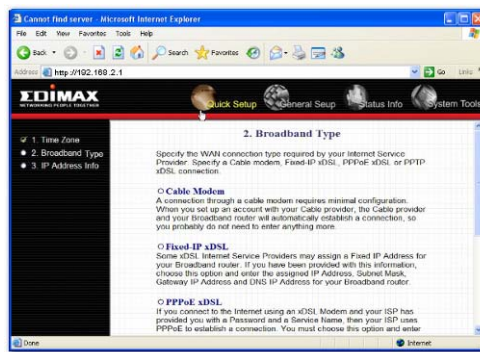 Cannot find server - Microsoft Internet Explorer
File Edit View Favorites Tools Help
Back Search Favorites
Address http://192.168.2.1 Go Links
EDIMAX
NETWORKING PEOPLE TOGETHER
Quick Setup General Seup Status Info System Tools
1. Time Zone
2. Broadband Type
3. IP Address Info
2. Broadband Type
Specify the WAN connection type required by your Internet Service
Provider. Specify a Cable modem, Fixed-IP xDSL, PPPoE xDSL or PPTP
xDSL connection.
Cable Modem
A connection through a cable modem requires minimal configuration.
When you set up an account with your Cable provider, the Cable provider
and your Broadband router will automatically establish a connection, so
you probably do not need to enter anything more.
Fixed-IP xDSL
Some xDSL Internet Service Providers may assign a Fixed IP Address for
your Broadband router. If you have been provided with this information,
choose this option and enter the assigned IP Address, Subnet Mask,
Gateway IP Address and DNS IP Address for your Broadband router.
PPPoE xDSL
If you connect to the Internet using an xDSL Modem and your ISP has
provided you with a Password and a Service Name, then your ISP uses
PPPoE to establish a connection. You must choose this option and enter
Done Internet